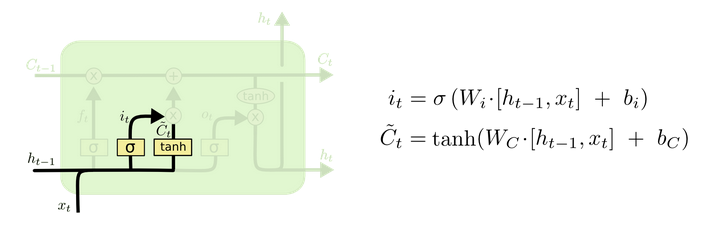 h_t
C_{t-1}
C_t
tanh
f_t
i_t
C̃_t
o_t
σ
σ
tanh
σ
h_{t-1}
h_t
x_t
i_t = σ (W_i·[h_{t-1}, x_t] + b_i)
C̃_t = tanh(W_C·[h_{t-1}, x_t] + b_C)